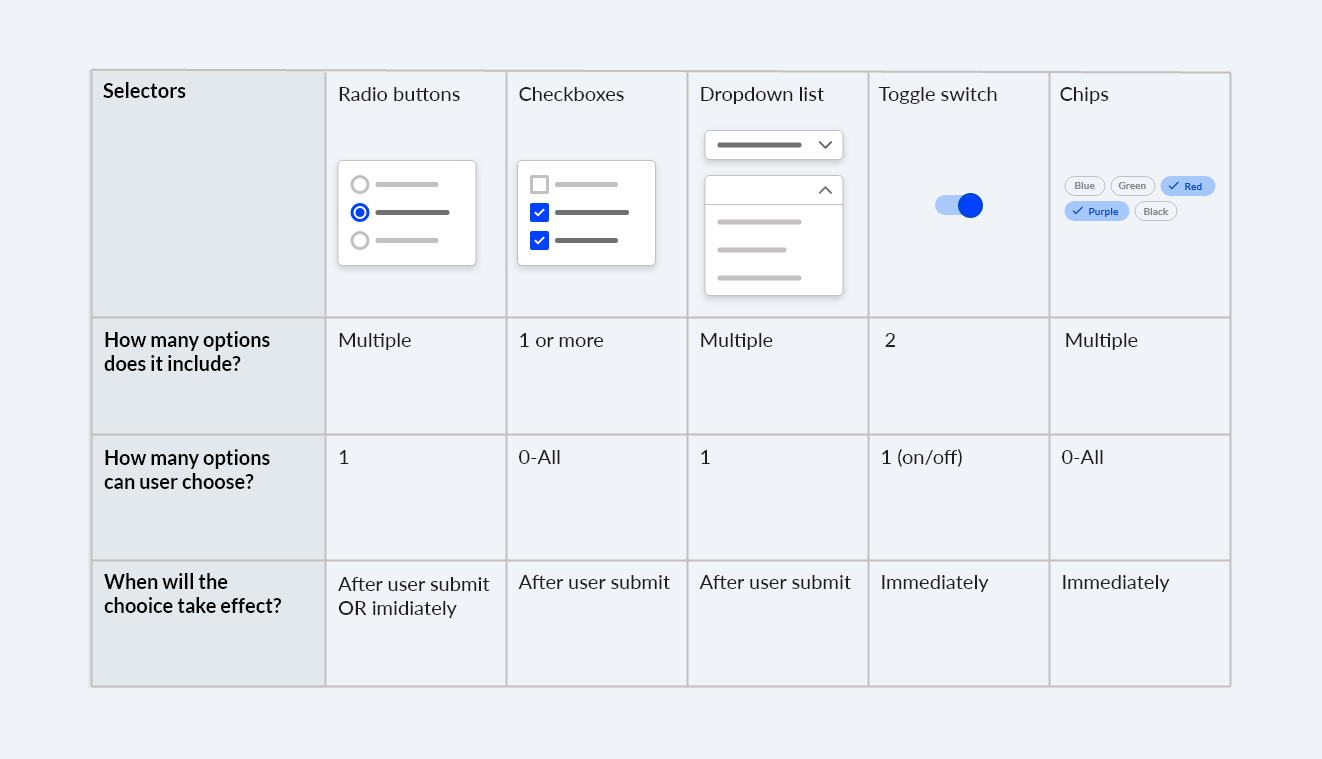 Selectors
Radio buttons
Checkboxes
Dropdown list
Toggle switch
Chips
Blue
Green
Red
Purple
Black
How many options
does it include?
Multiple
1 or more
Multiple
2
Multiple
How many options
can user choose?
1
0-All
1
1 (on/off)
0-All
When will the
chooice take effect?
After user submit
OR imidiately
After user submit
After user submit
Immediately
Immediately